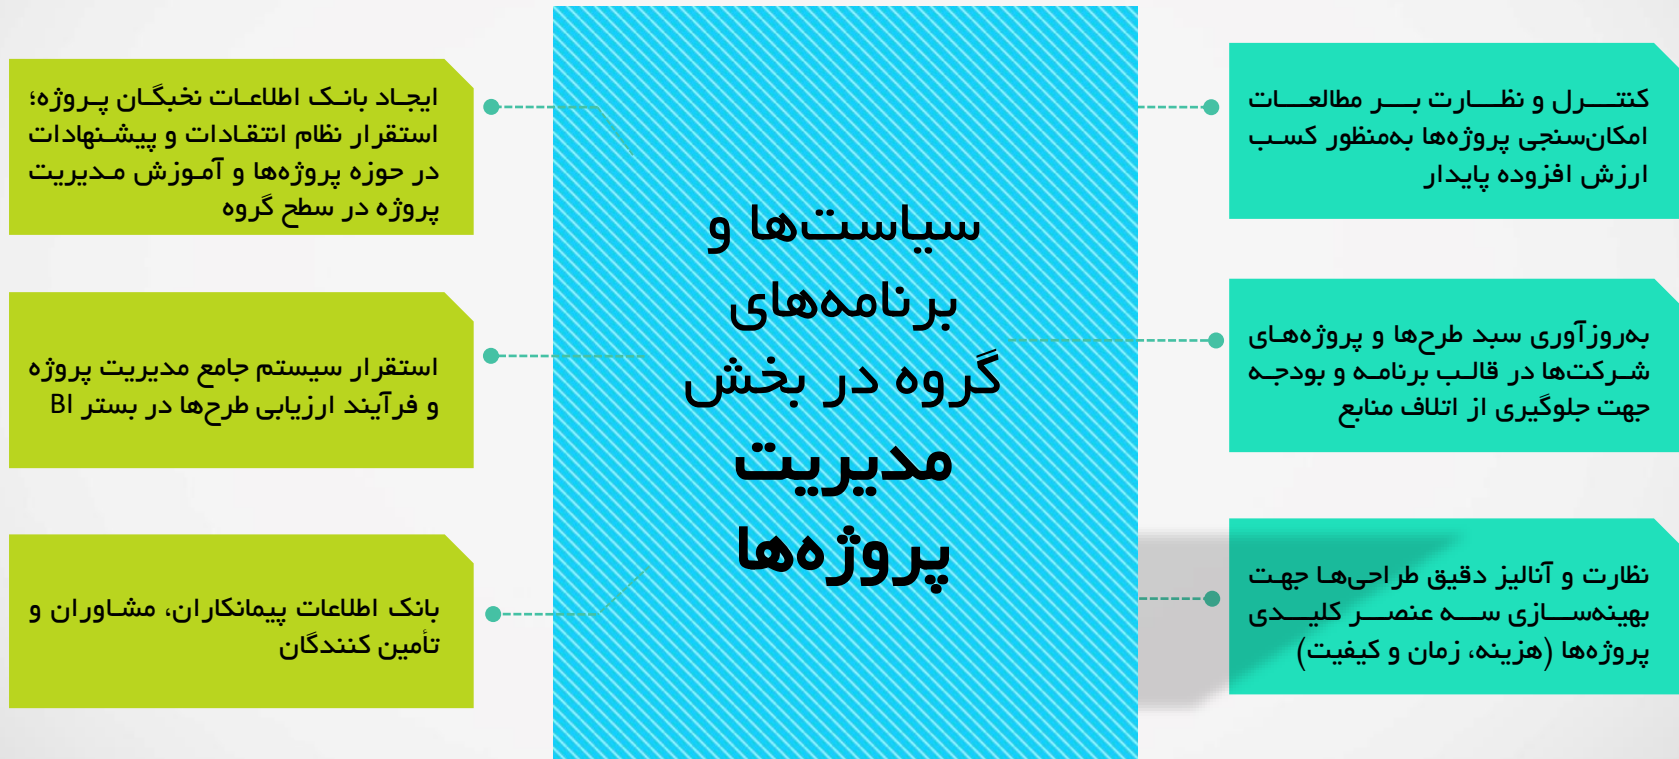 سیاست‌ها و
برنامه‌های
گروه در بخش
مدیریت
پروژه‌ها
کنترل و نظارت بر مطالعات
امکان‌سنجی پروژه‌ها به‌منظور کسب
ارزش افزوده پایدار
به‌روزآوری سبد طرح‌ها و پروژه‌های
شرکت‌ها در قالب برنامه و بودجه
جهت جلوگیری از اتلاف منابع
نظارت و آنالیز دقیق طراحی‌ها جهت
بهینه‌سازی سه عنصر کلیدی
پروژه‌ها (هزینه، زمان و کیفیت)
ایجاد بانک اطلاعات نخبگان پروژه؛
استقرار نظام انتقادات و پیشنهادات
در حوزه پروژه‌ها و آموزش مدیریت
پروژه در سطح گروه
استقرار سیستم جامع مدیریت پروژه
و فرآیند ارزیابی طرح‌ها در بستر BI
بانک اطلاعات پیمانکاران، مشاوران و
تأمین کنندگان